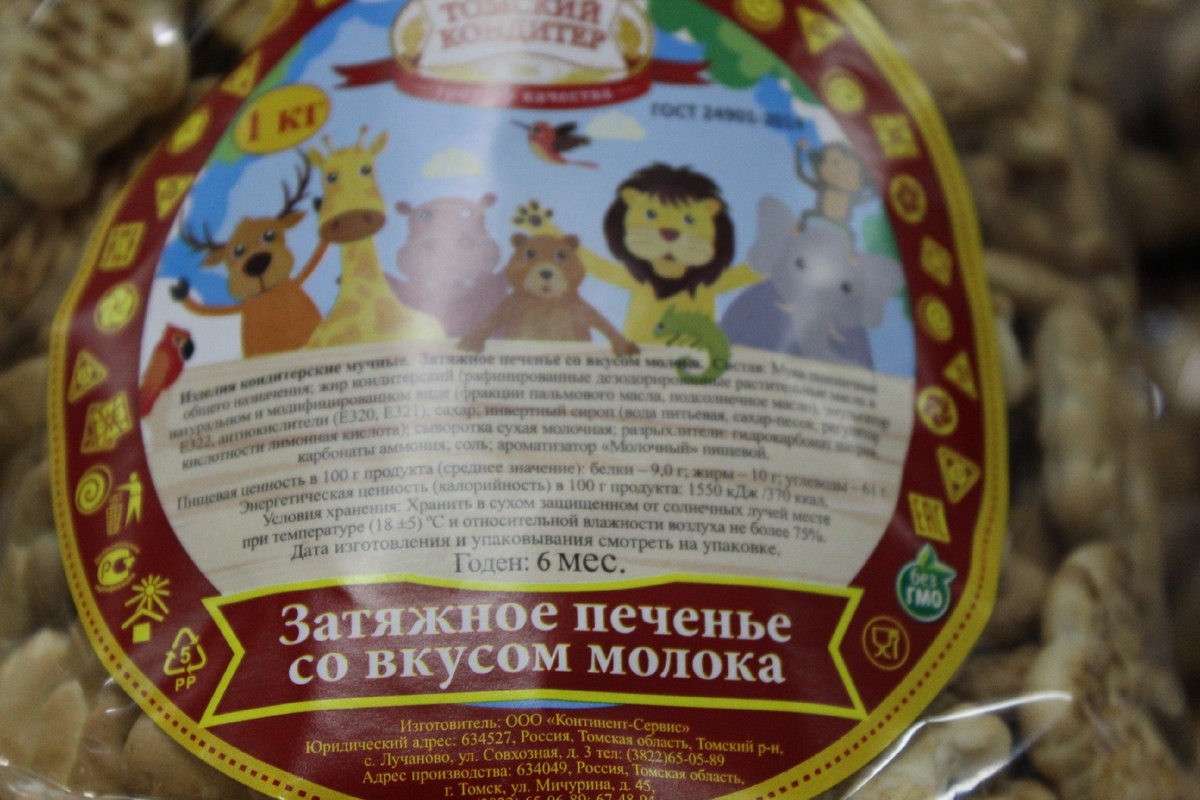 ТОМСКИЙ
КОНДИТЕР
качества
1 КГ
ГОСТ 24901-2014
Изделия кондитерские мучные. Затяжное печенье со вкусом молока. Состав: Мука пшеничная
общего назначения; жир кондитерский (рафинированные дезодорированные растительные масла в
натуральном и модифицированном виде (фракции пальмового масла, подсолнечное масло), эмульгатор
Е322, антиокислители (Е320, Е321); сахар; инвертный сироп (вода питьевая, сахар-песок, регулятор
кислотности лимонная кислота); сыворотка сухая молочная; разрыхлители: гидрокарбонат натрия,
карбонаты аммония; соль; ароматизатор «Молочный» пищевой.
Пищевая ценность в 100 г продукта (среднее значение): белки – 9,0 г; жиры – 10 г; углеводы – 61 г.
Энергетическая ценность (калорийность) в 100 г продукта: 1550 кДж /370 ккал.
Условия хранения: Хранить в сухом защищенном от солнечных лучей месте
при температуре (18 ±5) °С и относительной влажности воздуха не более 75%.
Дата изготовления и упаковывания смотреть на упаковке.
Годен: 6 мес.
EAC
без
ГМО
5
PP
Затяжное печенье
со вкусом молока
Изготовитель: ООО «Континент-Сервис»
Юридический адрес: 634527, Россия, Томская область, Томский р-н,
с. Лучаново, ул. Совхозная, д. 3 тел: (3822)65-05-89
Адрес производства: 634049, Россия, Томская область,
г. Томск, ул. Мичурина, д. 45,